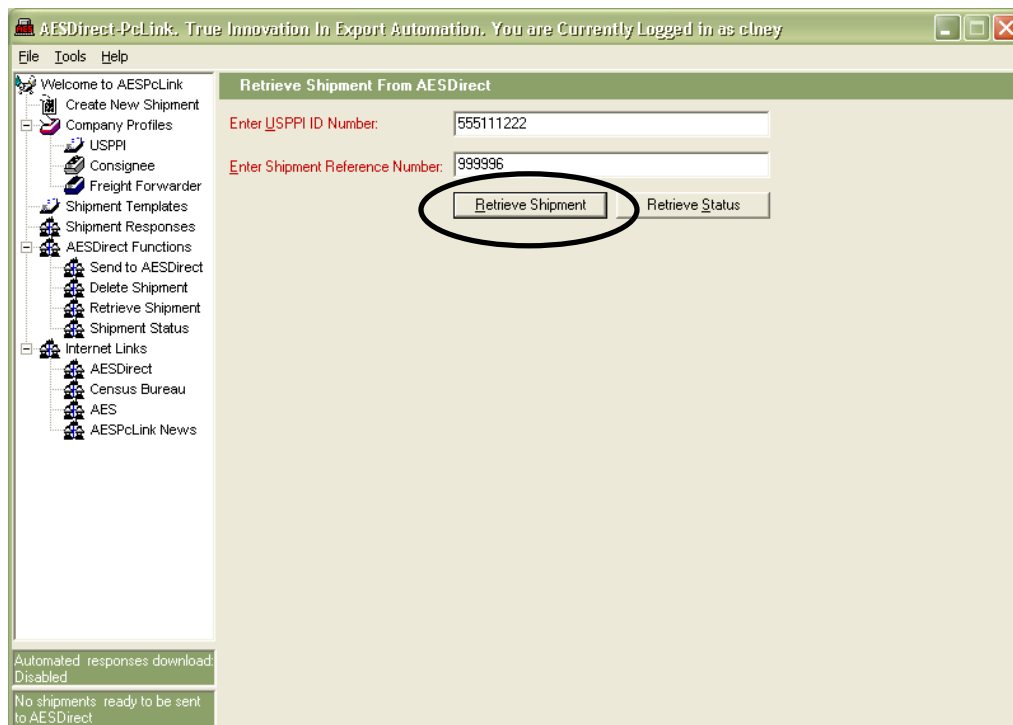 AESDirect-PcLink. True Innovation In Export Automation. You are Currently Logged in as clney
File Tools Help
Welcome to AESPcLink
Create New Shipment
Company Profiles
USPPI
Consignee
Freight Forwarder
Shipment Templates
Shipment Responses
AESDirect Functions
Send to AESDirect
Delete Shipment
Retrieve Shipment
Shipment Status
Internet Links
AESDirect
Census Bureau
AES
AESPcLink News
Automated responses download:
Disabled
No shipments ready to be sent
to AESDirect
Retrieve Shipment From AESDirect
Enter USPPI ID Number: 555111222
Enter Shipment Reference Number: 999996
Retrieve Shipment Retrieve Status